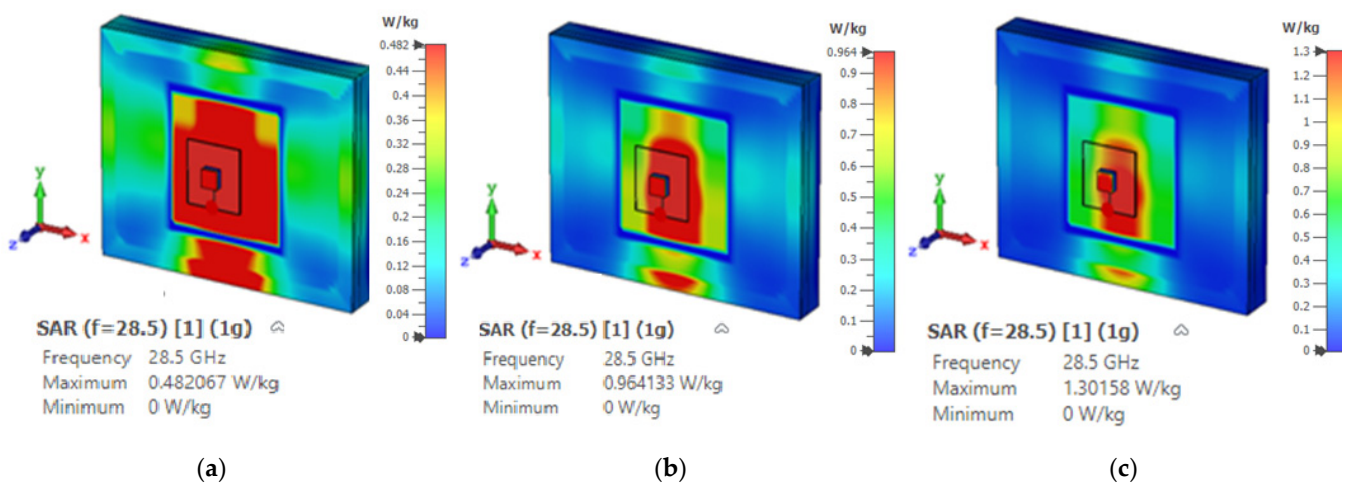 W/kg
0.482
0.44
0.4
0.36
0.32
0.28
0.24
0.2
0.16
0.12
0.08
0.04
0
y
z
x
SAR (f=28.5) [1] (1g)
Frequency 28.5 GHz
Maximum 0.482067 W/kg
Minimum 0 W/kg
(a)
W/kg
0.964
0.9
0.8
0.7
0.6
0.5
0.4
0.3
0.2
0.1
0
y
z
x
SAR (f=28.5) [1] (1g)
Frequency 28.5 GHz
Maximum 0.964133 W/kg
Minimum 0 W/kg
(b)
W/kg
1.3
1.2
1.1
1
0.9
0.8
0.7
0.6
0.5
0.4
0.3
0.2
0.1
0
y
z
x
SAR (f=28.5) [1] (1g)
Frequency 28.5 GHz
Maximum 1.30158 W/kg
Minimum 0 W/kg
(c)